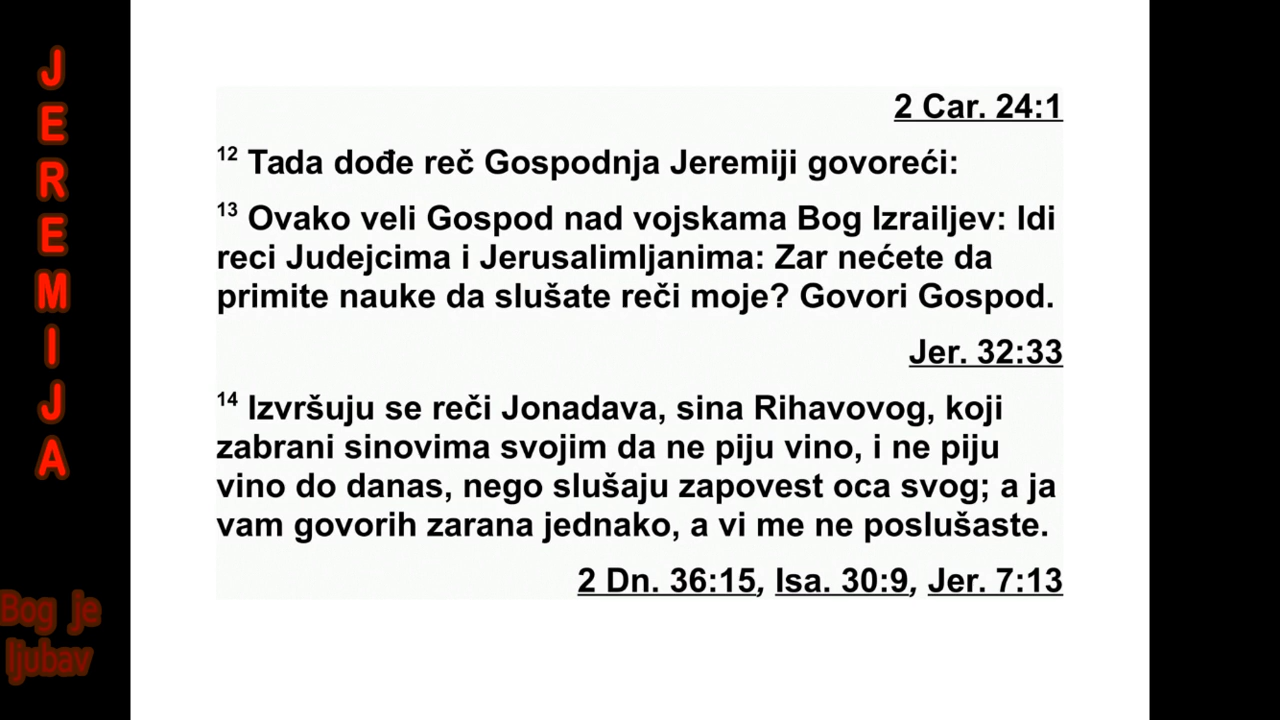 JEREMIJA
2 Car. 24:1
12 Tada dođe reč Gospodnja Jeremiji govoreći:
13 Ovako veli Gospod nad vojskama Bog Izrailjev: Idi
reci Judejcima i Jerusalimljanima: Zar nećete da
primite nauke da slušate reči moje? Govori Gospod.
Jer. 32:33
14 Izvršuju se reči Jonadava, sina Rihavovog, koji
zabrani sinovima svojim da ne piju vino, i ne piju
vino do danas, nego slušaju zapovest oca svog; a ja
vam govorih zarana jednako, a vi me ne poslušaste.
2 Dn. 36:15, Isa. 30:9, Jer. 7:13
Bog je
ljubav